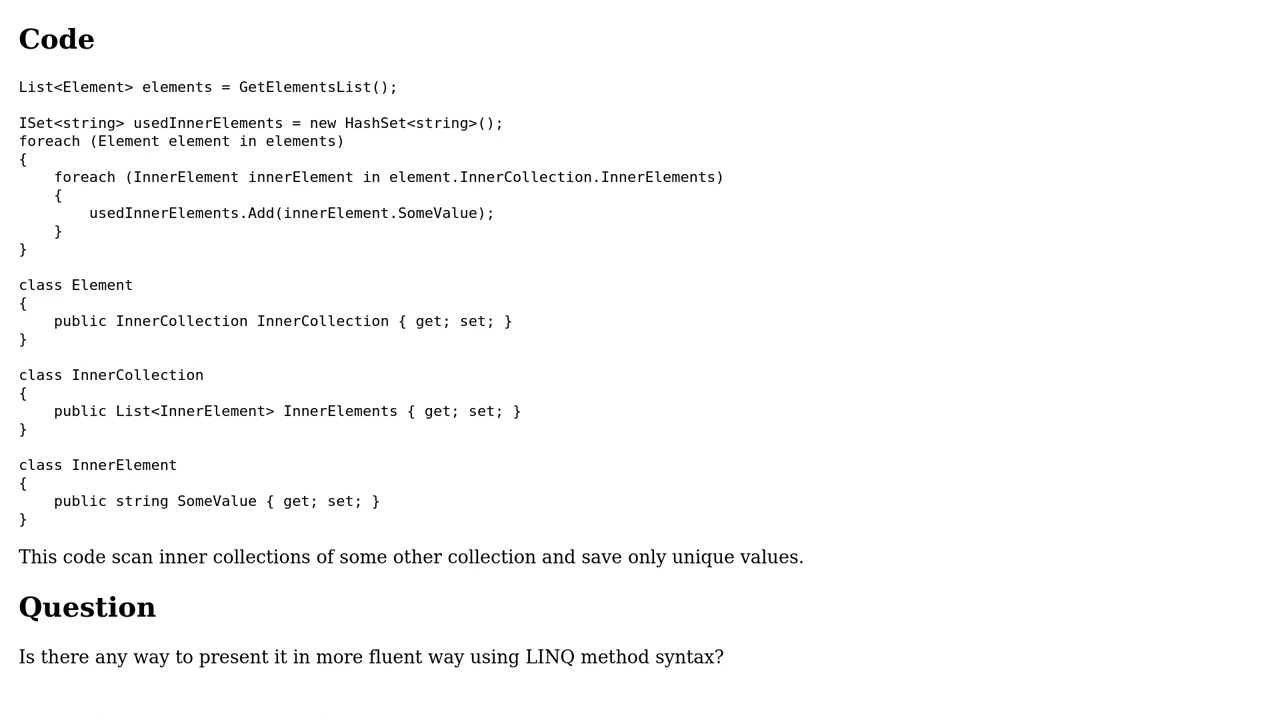 Code
List<Element> elements = GetElementsList();
ISet<string> usedInnerElements = new HashSet<string>();
foreach (Element element in elements)
{
    foreach (InnerElement innerElement in element.InnerCollection.InnerElements)
    {
        usedInnerElements.Add(innerElement.SomeValue);
    }
}
class Element
{
    public InnerCollection InnerCollection { get; set; }
}
class InnerCollection
{
    public List<InnerElement> InnerElements { get; set; }
}
class InnerElement
{
    public string SomeValue { get; set; }
}
This code scan inner collections of some other collection and save only unique values.
Question
Is there any way to present it in more fluent way using LINQ method syntax?